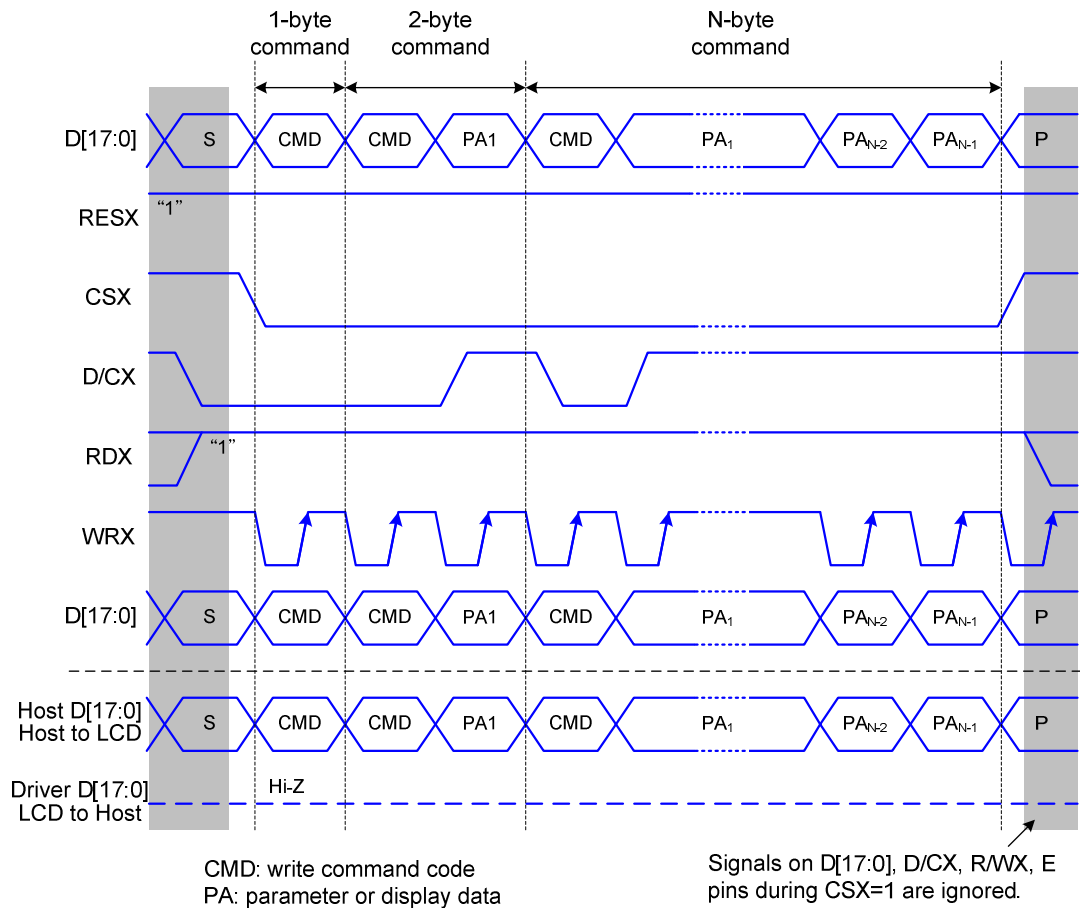 1-byte command
2-byte command
N-byte command
D[17:0] S CMD CMD PA1 CMD PA₁ PAN-2 PAN-1 P
RESX "1"
CSX
D/CX
RDX "1"
WRX
D[17:0] S CMD CMD PA1 CMD PA₁ PAN-2 PAN-1 P
Host D[17:0]
Host to LCD
S CMD CMD PA1 CMD PA₁ PAN-2 PAN-1 P
Driver D[17:0]
LCD to Host
Hi-Z
CMD: write command code
PA: parameter or display data
Signals on D[17:0], D/CX, R/WX, E
pins during CSX=1 are ignored.